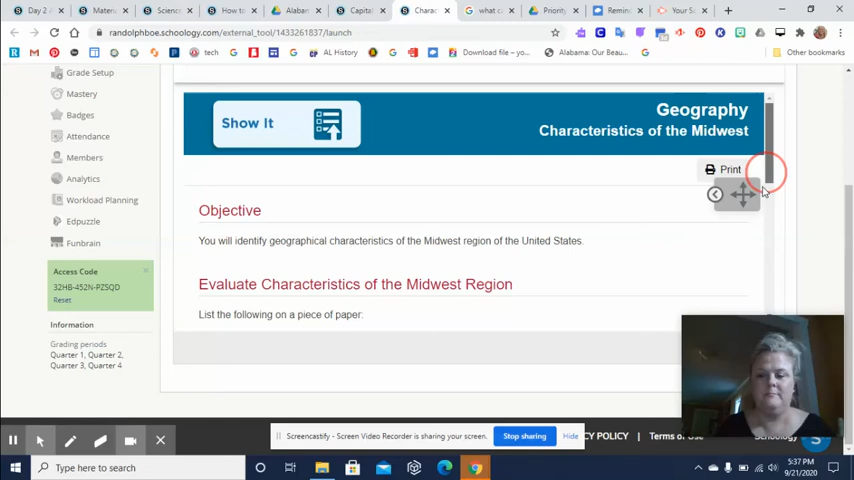 Day 2 A
Mater
Scienc
How to
Alabam
Capital
Charac
what c
Priority
Remin
Your S
randolphboe.schoology.com/external_tool/1433261837/launch
tech
AL History
Download file -...
Alabama: Our Beau...
Other bookmarks
Grade Setup
Mastery
Badges
Attendance
Members
Analytics
Workload Planning
Edpuzzle
Funbrain
Access Code
32HB-452N-PZSQD
Reset
Information
Grading periods
Quarter 1, Quarter 2,
Quarter 3, Quarter 4
Show It
Geography
Characteristics of the Midwest
Print
Objective
You will identify geographical characteristics of the Midwest region of the United States.
Evaluate Characteristics of the Midwest Region
List the following on a piece of paper:
Screencastify - Screen Video Recorder is sharing your screen.
Stop sharing
Hide
CY POLICY
Terms of Use
Schoology
Type here to search
5:37 PM
9/21/2020